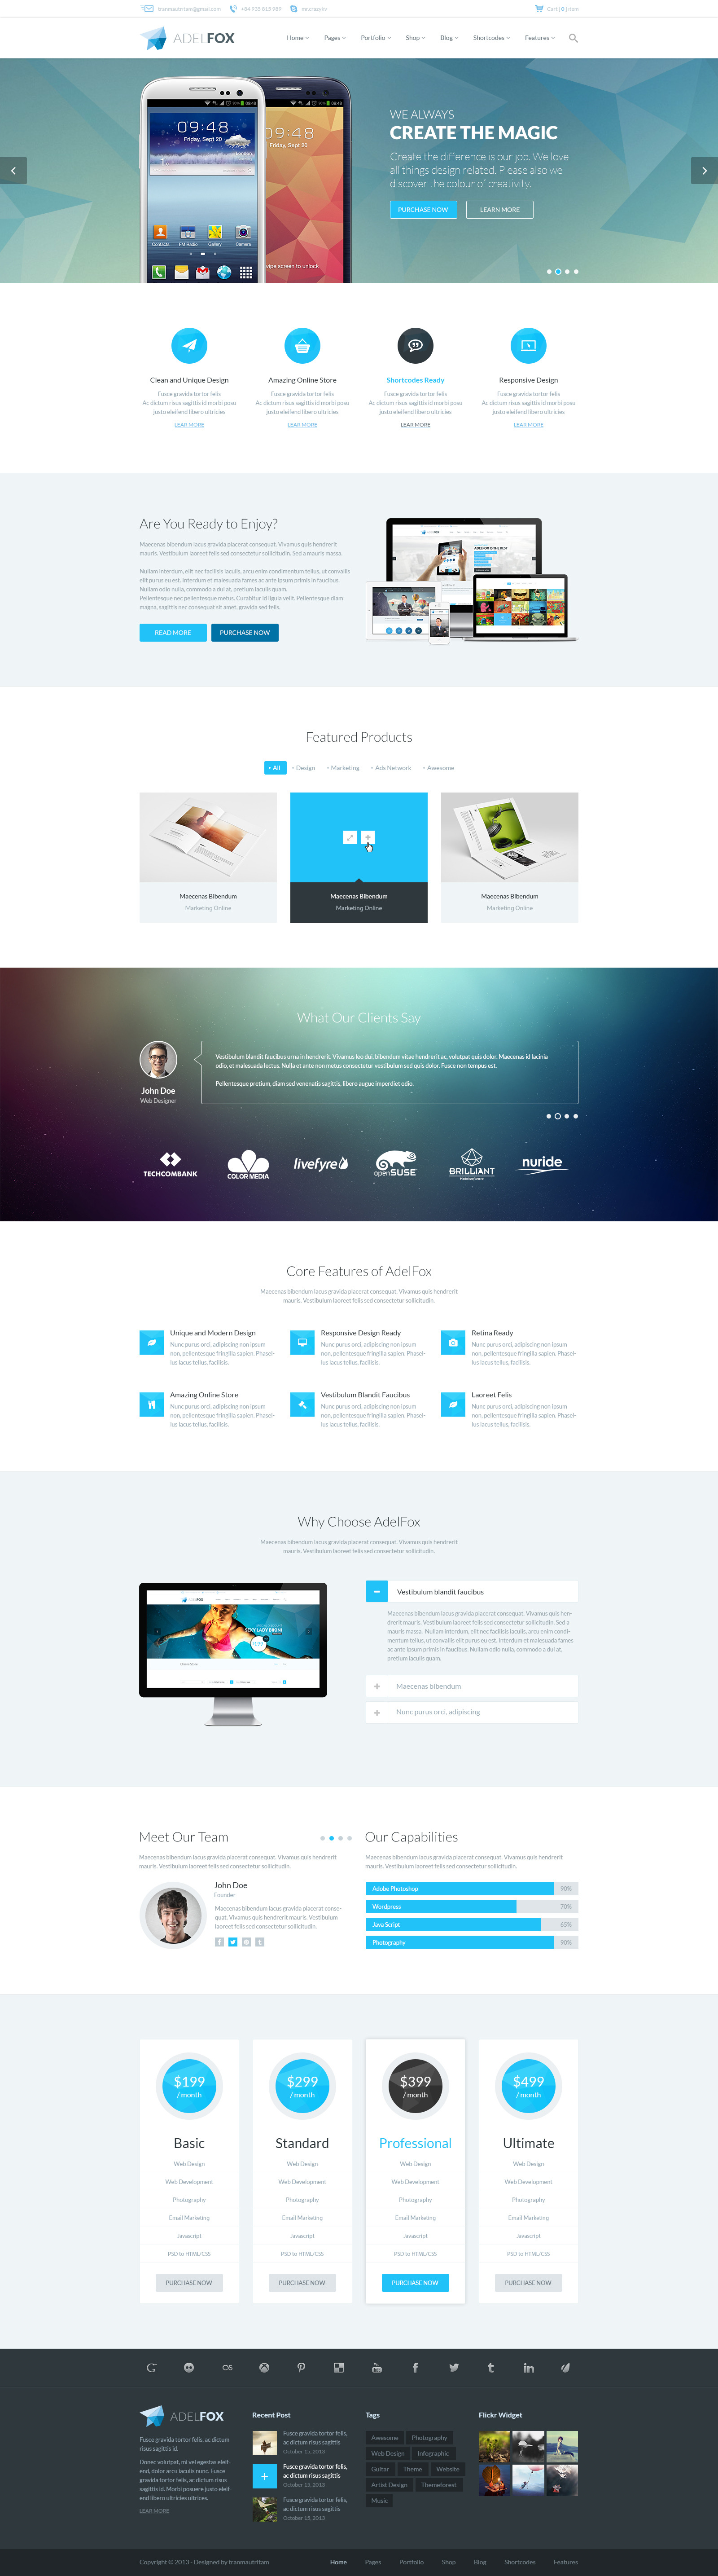 tranmautritam@gmail.com
Cart | 0 | Item
ADELFOX
Home Pages Portfolio Shop Blog Shortcodes Features
09:48
Friday, Sept 20
09:48
Friday, Sept 20
Contacts FM Radio Gallery Camera
swipe screen to unlock
WE ALWAYS
CREATE THE MAGIC
Create the difference is our job. We love
all things design related. Please also we
discover the colour of creativity.
PURCHASE NOW LEARN MORE
Clean and Unique Design
Fusce gravida tortor felis
Ac dictum risus sagittis id morbi posu
justo eleifend libero ultricies
LEAR MORE
Amazing Online Store
Fusce gravida tortor felis
Ac dictum risus sagittis id morbi posu
justo eleifend libero ultricies
LEAR MORE
Shortcodes Ready
Fusce gravida tortor felis
Ac dictum risus sagittis id morbi posu
justo eleifend libero ultricies
LEAR MORE
Responsive Design
Fusce gravida tortor felis
Ac dictum risus sagittis id morbi posu
justo eleifend libero ultricies
LEAR MORE
Are You Ready to Enjoy?
Maecenas bibendum lacus gravida placerat consequat. Vivamus quis hendrerit
mauris. Vestibulum laoreet felis sed consectetur sollicitudin. Sed a mauris massa.
Nullam interdum, elit nec facilisis iaculis, arcu enim condimentum tellus, ut convallis
elit purus eu est. Interdum et malesuada fames ac ante ipsum primis in faucibus.
Nullam odio nulla, commodo a dui at, pretium iaculis quam.
Pellentesque nec pellentesque metus. Curabitur id ligula velit. Pellentesque diam
magna, sagittis nec consequat sit amet, gravida sed felis.
READ MORE PURCHASE NOW
Featured Products
All Design Marketing Ads Network Awesome
Maecenas Bibendum
Marketing Online
Maecenas Bibendum
Marketing Online
Maecenas Bibendum
Marketing Online
What Our Clients Say
John Doe
Web Designer
Vestibulum blandit faucibus urna in hendrerit. Vivamus leo dui, bibendum vitae hendrerit ac, volutpat quis dolor. Maecenas id lacinia
odio, et malesuada lectus. Nulla et ante non metus consectetur vestibulum sed quis dolor. Fusce non tempus est.
Pellentesque pretium, diam sed venenatis sagittis, libero augue imperdiet odio.
TECHCOMBANK
COLOR MEDIA
livefyre
openSUSE
BRILLIANT
nuride
Core Features of AdelFox
Maecenas bibendum lacus gravida placerat consequat. Vivamus quis hendrerit
mauris. Vestibulum laoreet felis sed consectetur sollicitudin.
Unique and Modern Design
Nunc purus orci, adipiscing non ipsum
non, pellentesque fringilla sapien. Phasel-
lus lacus tellus, facilisis.
Responsive Design Ready
Nunc purus orci, adipiscing non ipsum
non, pellentesque fringilla sapien. Phasel-
lus lacus tellus, facilisis.
Retina Ready
Nunc purus orci, adipiscing non ipsum
non, pellentesque fringilla sapien. Phasel-
lus lacus tellus, facilisis.
Amazing Online Store
Nunc purus orci, adipiscing non ipsum
non, pellentesque fringilla sapien. Phasel-
lus lacus tellus, facilisis.
Vestibulum Blandit Faucibus
Nunc purus orci, adipiscing non ipsum
non, pellentesque fringilla sapien. Phasel-
lus lacus tellus, facilisis.
Laoreet Felis
Nunc purus orci, adipiscing non ipsum
non, pellentesque fringilla sapien. Phasel-
lus lacus tellus, facilisis.
Why Choose AdelFox
Maecenas bibendum lacus gravida placerat consequat. Vivamus quis hendrerit
mauris. Vestibulum laoreet felis sed consectetur sollicitudin.
SEXY LADY BIKINI
Vestibulum blandit faucibus
Maecenas bibendum lacus gravida placerat consequat. Vivamus quis hen-
drerit mauris. Vestibulum laoreet felis sed consectetur sollicitudin. Sed a
mauris massa. Nullam interdum, elit nec facilisis iaculis, arcu enim condi-
mentum tellus, ut convallis elit purus eu est. Interdum et malesuada fames
ac ante ipsum primis in faucibus. Nullam odio nulla, commodo a dui at,
pretium iaculis quam.
Maecenas bibendum
Nunc purus orci, adipiscing
Meet Our Team
Maecenas bibendum lacus gravida placerat consequat. Vivamus quis hendrerit
mauris. Vestibulum laoreet felis sed consectetur sollicitudin.
John Doe
Founder
Maecenas bibendum lacus gravida placerat conse-
quat. Vivamus quis hendrerit mauris. Vestibulum
laoreet felis sed consectetur sollicitudin.
Our Capabilities
Maecenas bibendum lacus gravida placerat consequat. Vivamus quis hendrerit
mauris. Vestibulum laoreet felis sed consectetur sollicitudin.
Adobe Photoshop 90%
Wordpress 70%
Java Script 65%
Photography 90%
$199
/ month
Basic
Web Design
Web Development
Photography
Email Marketing
Javascript
PSD to HTML/CSS
PURCHASE NOW
$299
/ month
Standard
Web Design
Web Development
Photography
Email Marketing
Javascript
PSD to HTML/CSS
PURCHASE NOW
$399
/ month
Professional
Web Design
Web Development
Photography
Email Marketing
Javascript
PSD to HTML/CSS
PURCHASE NOW
$499
/ month
Ultimate
Web Design
Web Development
Photography
Email Marketing
Javascript
PSD to HTML/CSS
PURCHASE NOW
ADELFOX
Fusce gravida tortor felis, ac dictum
risus sagittis id.
Donec volutpat, mi vel egestas eleif-
end, dolor arcu iaculis nunc. Fusce
gravida tortor felis, ac dictum risus
sagittis id. Morbi posuere justo eleif-
end libero ultricies ultrices.
LEAR MORE
Recent Post
Fusce gravida tortor felis,
ac dictum risus sagittis
October 15, 2013
Fusce gravida tortor felis,
ac dictum risus sagittis
October 15, 2013
Fusce gravida tortor felis,
ac dictum risus sagittis
October 15, 2013
Tags
Awesome Photography
Web Design Infographic
Guitar Theme Website
Artist Design Themeforest
Music
Flickr Widget
Copyright © 2013 - Designed by tranmautritam
Home Pages Portfolio Shop Blog Shortcodes Features